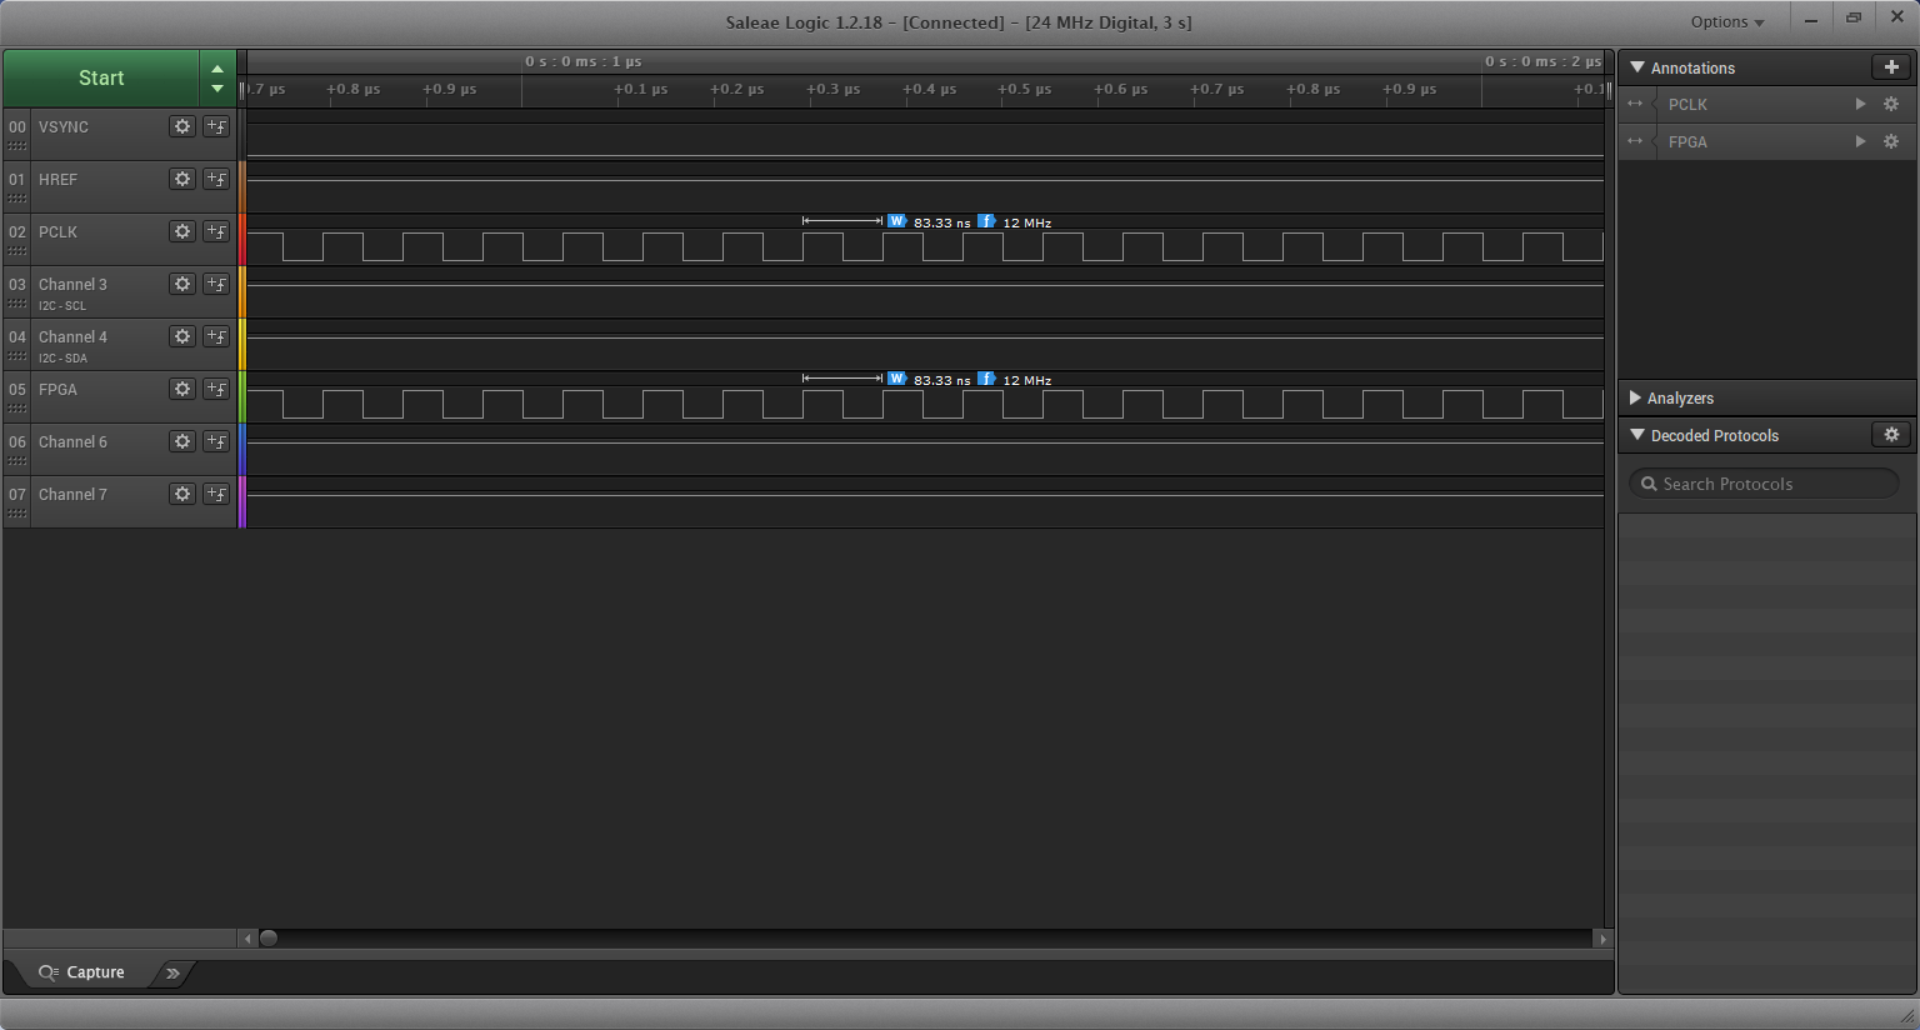 Saleae Logic 1.2.18 - [Connected] - [24 MHz Digital, 3 s]
Options
Start
0 s : 0 ms : 1 µs
0 s : 0 ms : 2 µs
0.7 µs +0.8 µs +0.9 µs +0.1 µs +0.2 µs +0.3 µs +0.4 µs +0.5 µs +0.6 µs +0.7 µs +0.8 µs +0.9 µs +0.1
00 VSYNC
01 HREF
02 PCLK
W 83.33 ns f 12 MHz
03 Channel 3
I2C - SCL
04 Channel 4
I2C - SDA
05 FPGA
W 83.33 ns f 12 MHz
06 Channel 6
07 Channel 7
Capture
Annotations
PCLK
FPGA
Analyzers
Decoded Protocols
Search Protocols